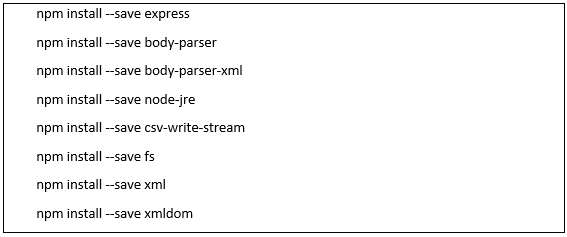 npm install --save express
npm install --save body-parser
npm install --save body-parser-xml
npm install --save node-jre
npm install --save csv-write-stream
npm install --save fs
npm install --save xml
npm install --save xmldom